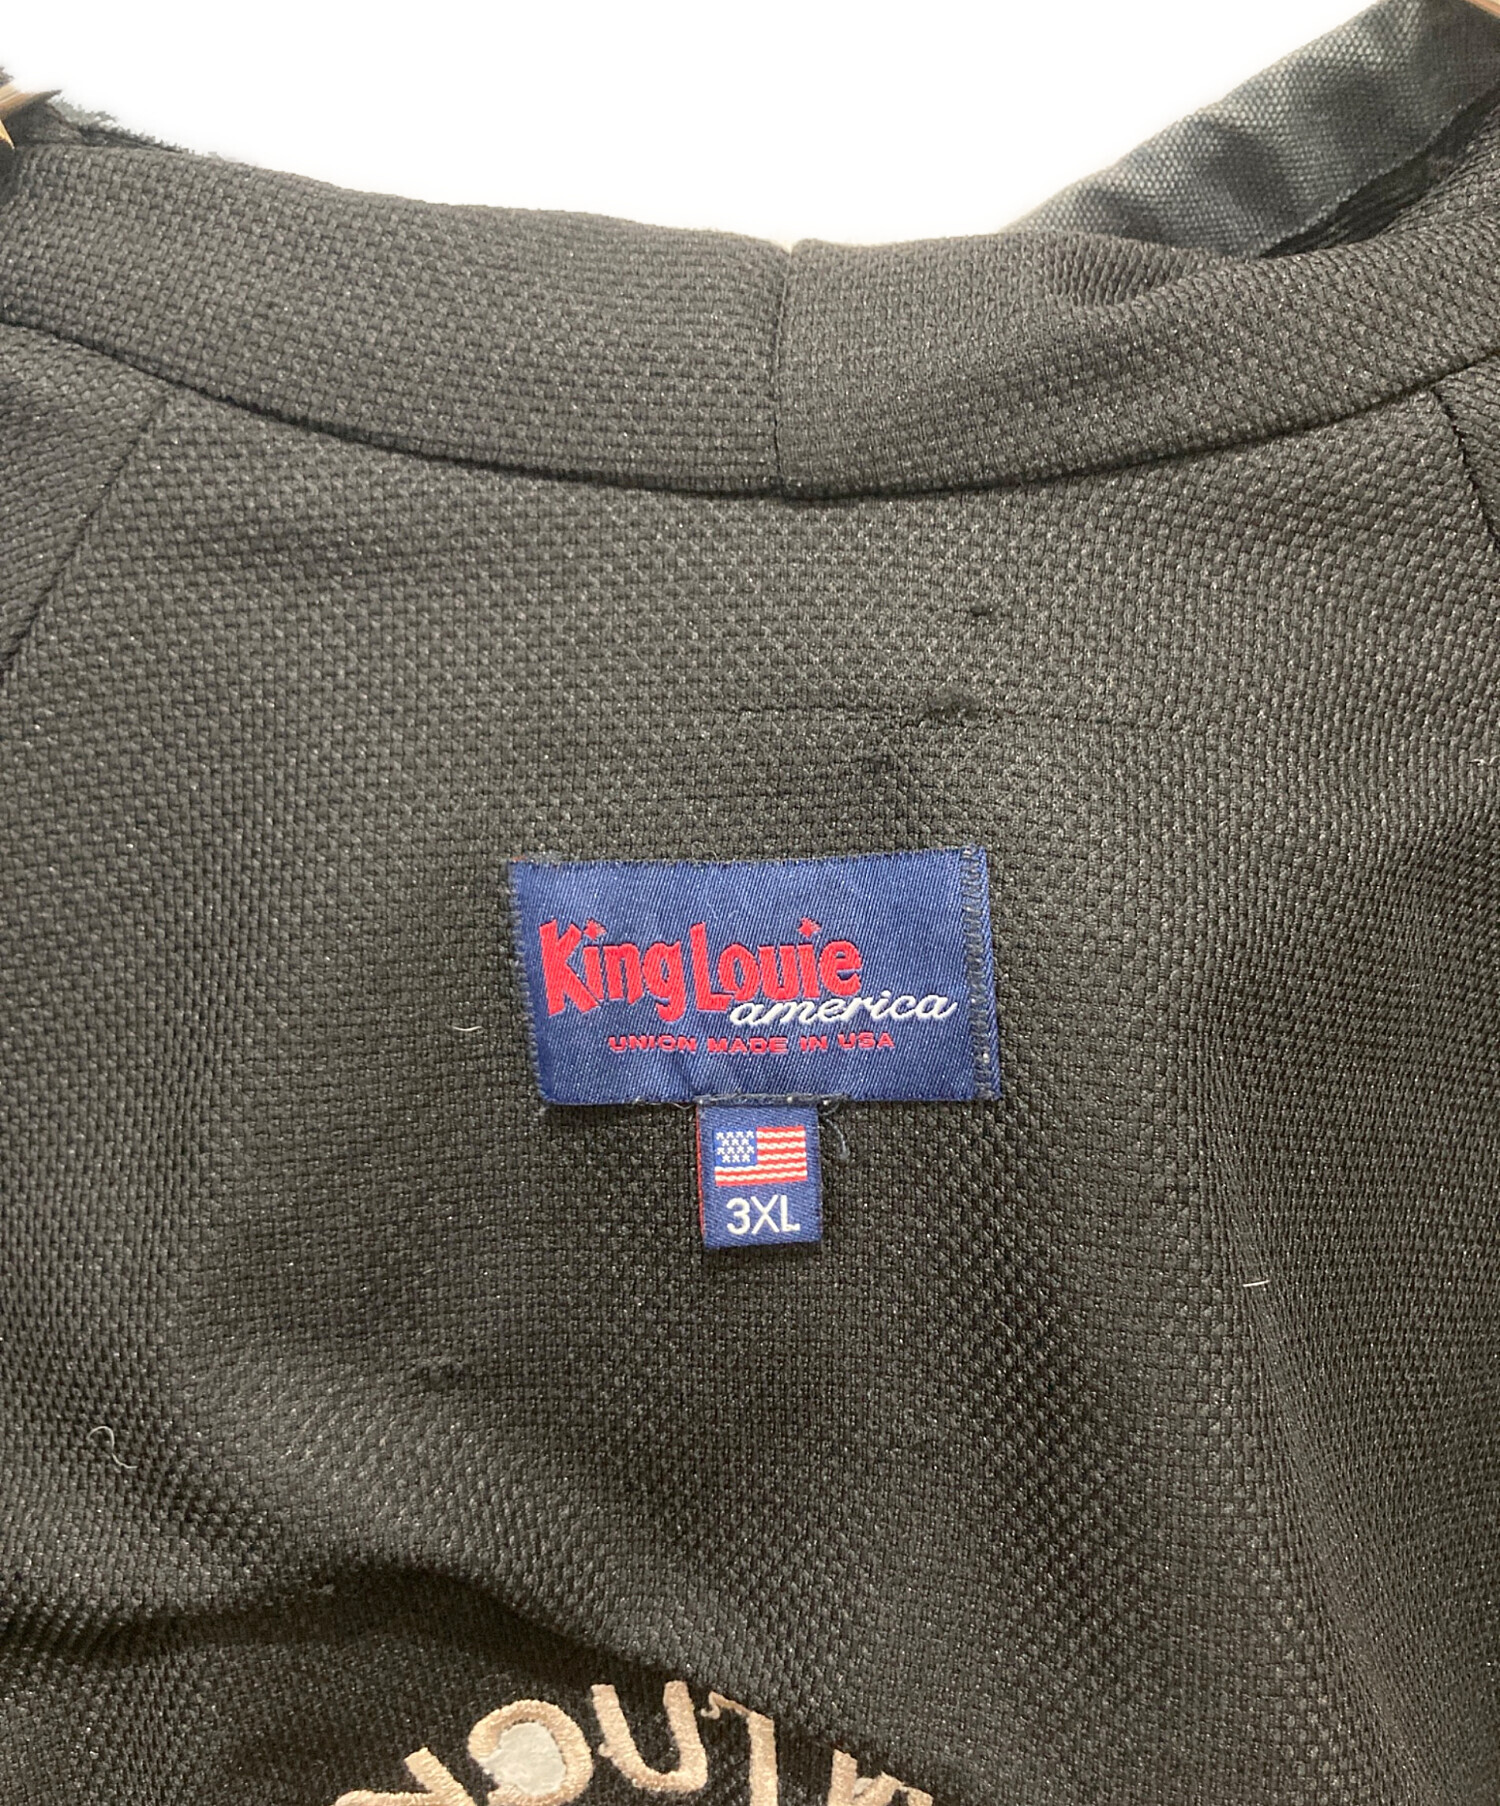 King Louie
america
UNION MADE IN USA
3XL